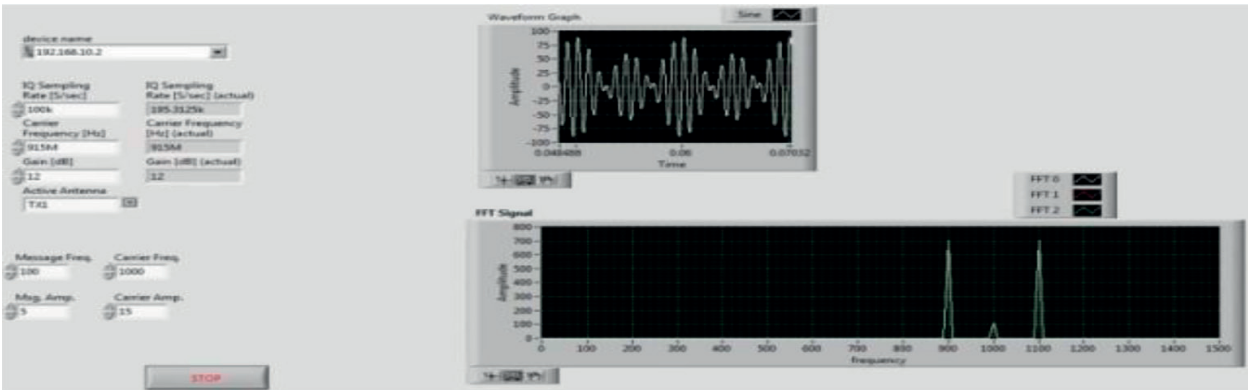 device name
192.168.10.2
IQ Sampling Rate [S/sec]
IQ Sampling Rate [S/sec] (actual)
100k
195.3125k
Carrier Frequency [Hz]
Carrier Frequency [Hz] (actual)
915M
915M
Gain [dB]
Gain [dB] (actual)
12
12
Active Antenna
TX1
Message Freq.
Carrier Freq.
100
1000
Msg. Amp.
Carrier Amp.
5
15
STOP
Waveform Graph
Sine
100
75
50
25
0
-25
-50
-75
-100
Amplitude
0.048488
0.06
0.07032
Time
FFT 0
FFT 1
FFT 2
FFT Signal
800
700
600
500
400
300
200
100
0
Amplitude
0 100 200 300 400 500 600 700 800 900 1000 1100 1200 1300 1400 1500
frequency